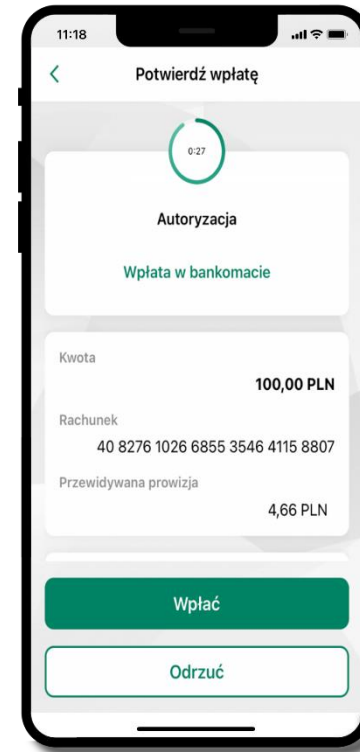 11:18
Potwierdź wpłatę
0:27
Autoryzacja
Wpłata w bankomacie
Kwota
100,00 PLN
Rachunek
40 8276 1026 6855 3546 4115 8807
Przewidywana prowizja
4,66 PLN
Wpłać
Odrzuć